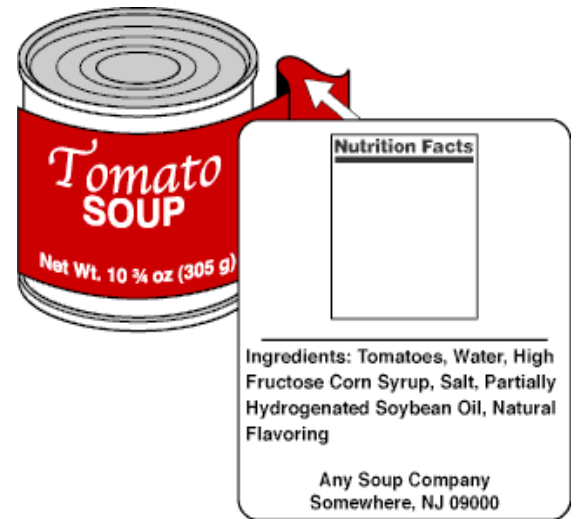 Tomato
SOUP
Net Wt. 10 ¾ oz (305 g)
Nutrition Facts
Ingredients: Tomatoes, Water, High
Fructose Corn Syrup, Salt, Partially
Hydrogenated Soybean Oil, Natural
Flavoring
Any Soup Company
Somewhere, NJ 09000